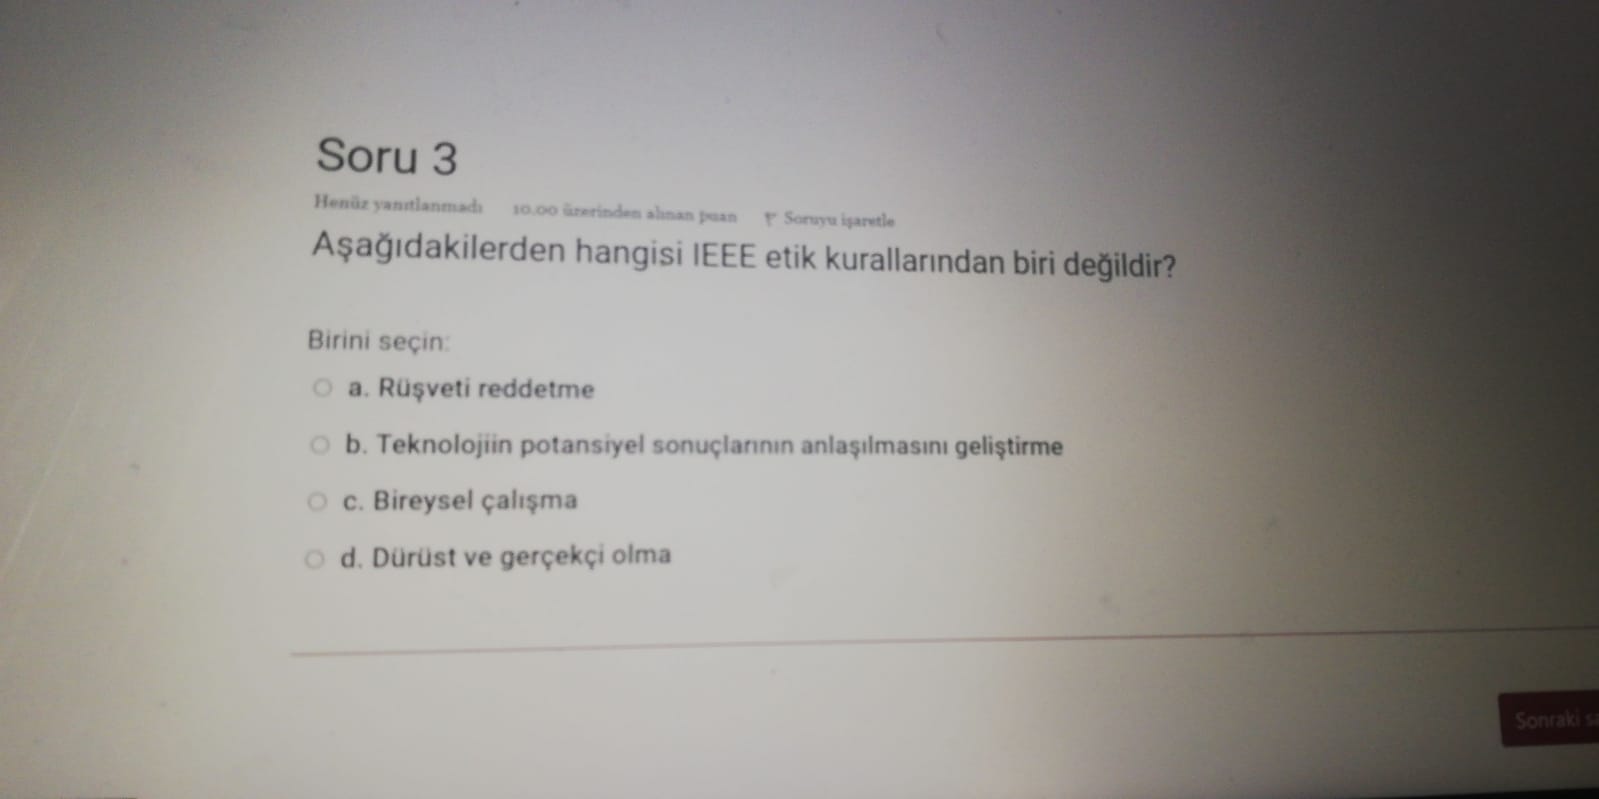 Soru 3
Henüz yanıtlanmadı 10.00 üzerinden alınan puan Soruyu işaretle
Aşağıdakilerden hangisi IEEE etik kurallarından biri değildir?
Birini seçin:
a. Rüşveti reddetme
b. Teknolojiin potansiyel sonuçlarının anlaşılmasını geliştirme
c. Bireysel çalışma
d. Dürüst ve gerçekçi olma
Sonraki